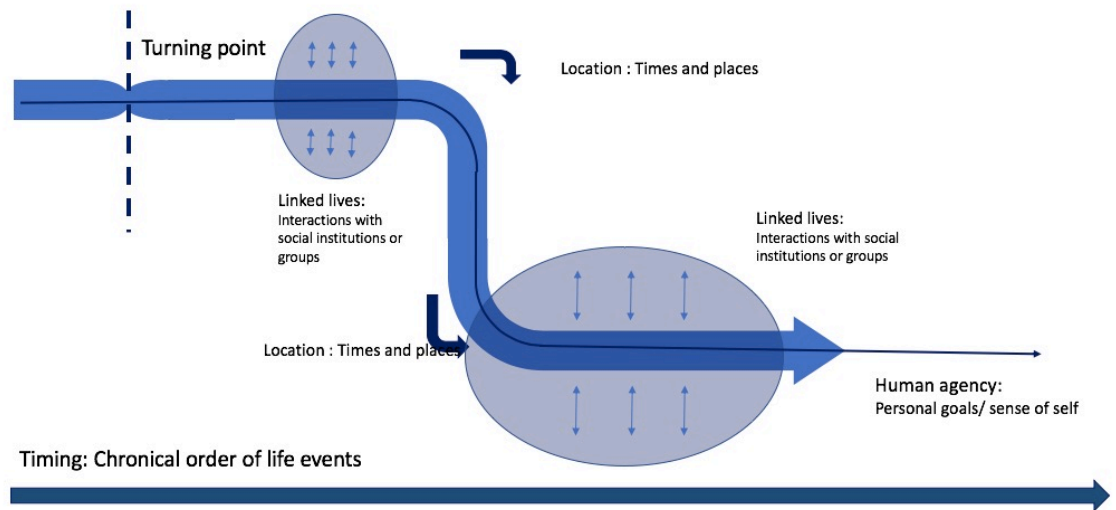 Turning point
Location : Times and places
Linked lives:
Interactions with
social institutions or
groups
Linked lives:
Interactions with social
institutions or groups
Location : Times and places
Human agency:
Personal goals/ sense of self
Timing: Chronical order of life events